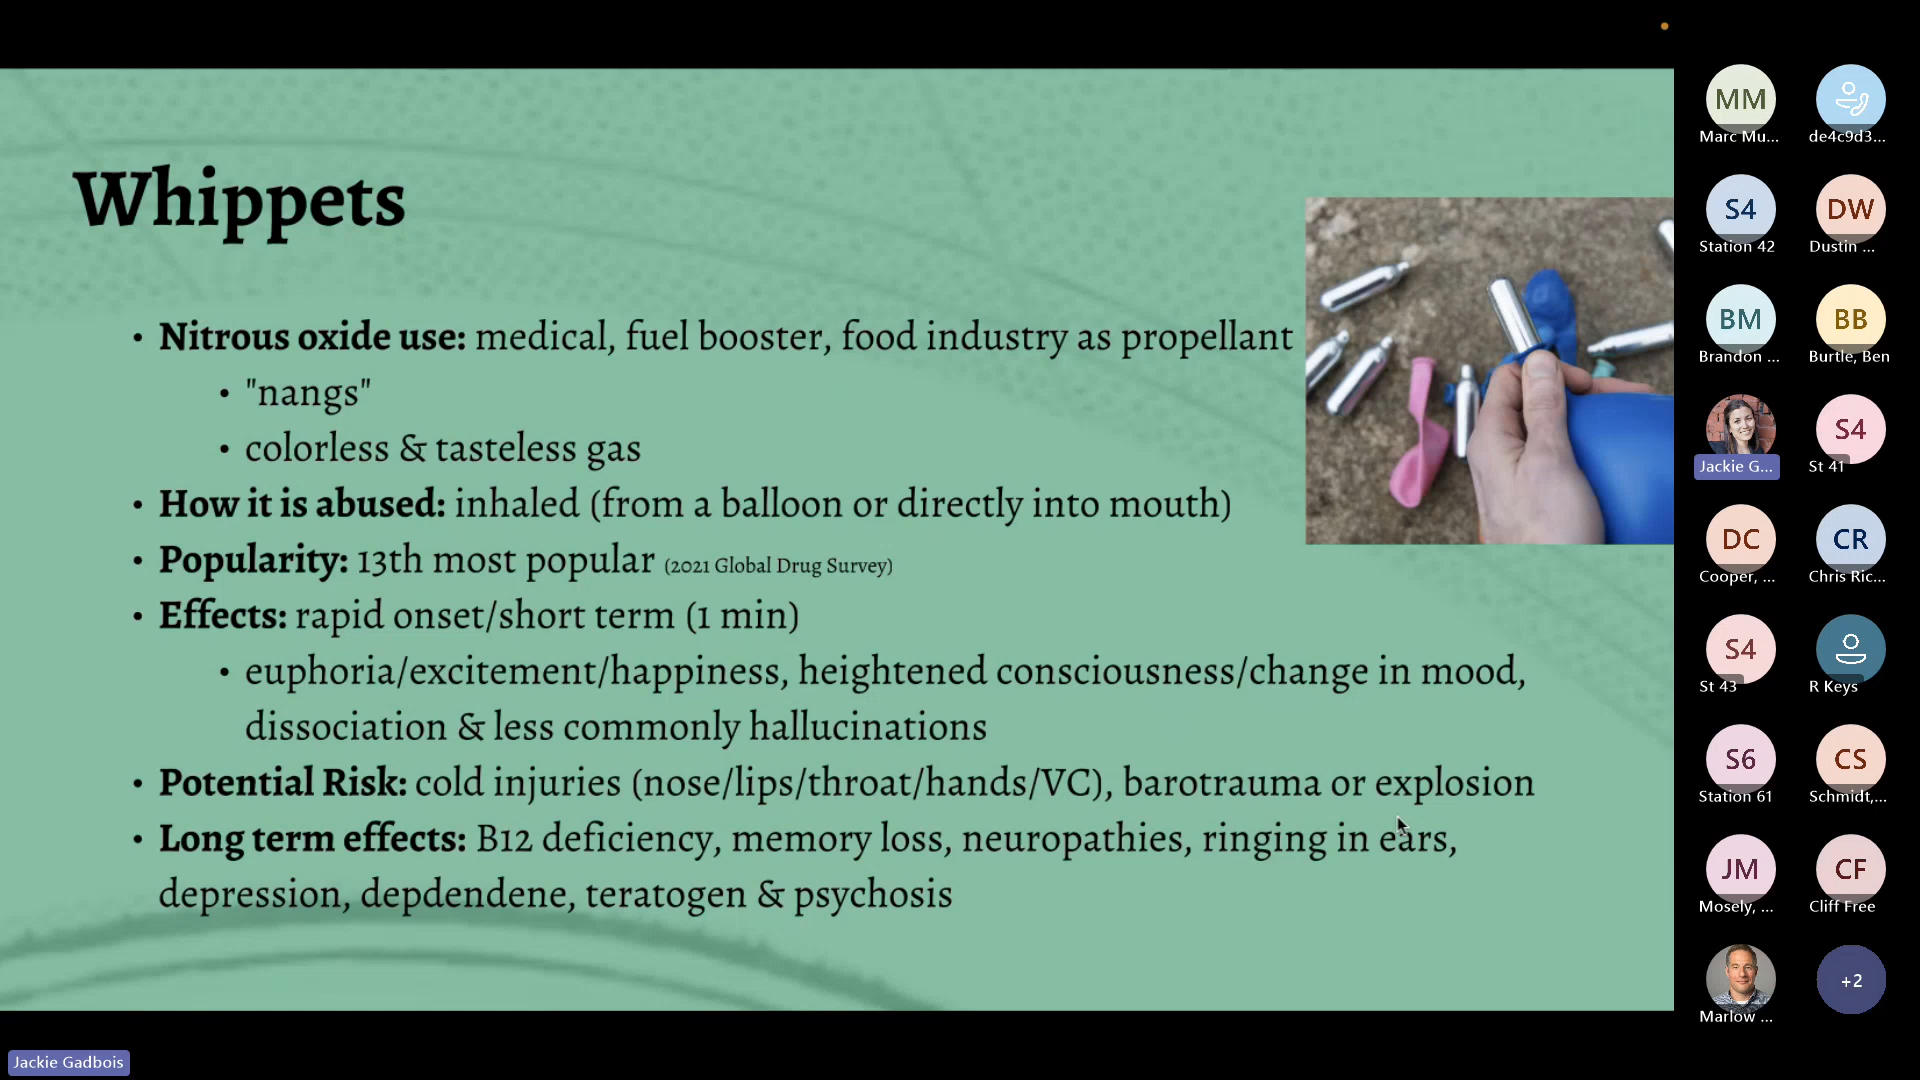 Whippets
• Nitrous oxide use: medical, fuel booster, food industry as propellant
• "nangs"
• colorless & tasteless gas
• How it is abused: inhaled (from a balloon or directly into mouth)
• Popularity: 13th most popular (2021 Global Drug Survey)
• Effects: rapid onset/short term (1 min)
• euphoria/excitement/happiness, heightened consciousness/change in mood,
dissociation & less commonly hallucinations
• Potential Risk: cold injuries (nose/lips/throat/hands/VC), barotrauma or explosion
• Long term effects: B12 deficiency, memory loss, neuropathies, ringing in ears,
depression, depdendene, teratogen & psychosis
Jackie Gadbois
MM
Marc Mu...
de4c9d3...
S4
Station 42
DW
Dustin ...
BM
Brandon ...
BB
Burtle, Ben
Jackie G...
S4
St 41
DC
Cooper, ...
CR
Chris Ric...
S4
St 43
R Keys
S6
Station 61
CS
Schmidt,...
JM
Mosely, ...
CF
Cliff Free
Marlow ...
+2